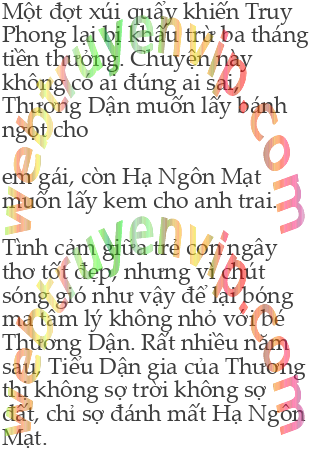 Một đợt xúi quẩy khiến Truy
Phong lại bị khấu trừ ba tháng
tiền thưởng. Chuyện này
không có ai đúng ai sai,
Thương Dận muốn lấy bánh
ngọt cho
em gái, còn Hạ Ngôn Mạt
muốn lấy kem cho anh trai.
Tình cảm giữa trẻ con ngây
thơ tốt đẹp, nhưng vì chút
sóng gió như vậy để lại bóng
ma tâm lý không nhỏ với bé
Thương Dận. Rất nhiều năm
sau, Tiểu Dận gia của Thương
thị không sợ trời không sợ
đất, chỉ sợ đánh mất Hạ Ngôn
Mạt.
webtruyenvip.com
webtruyenvip.com